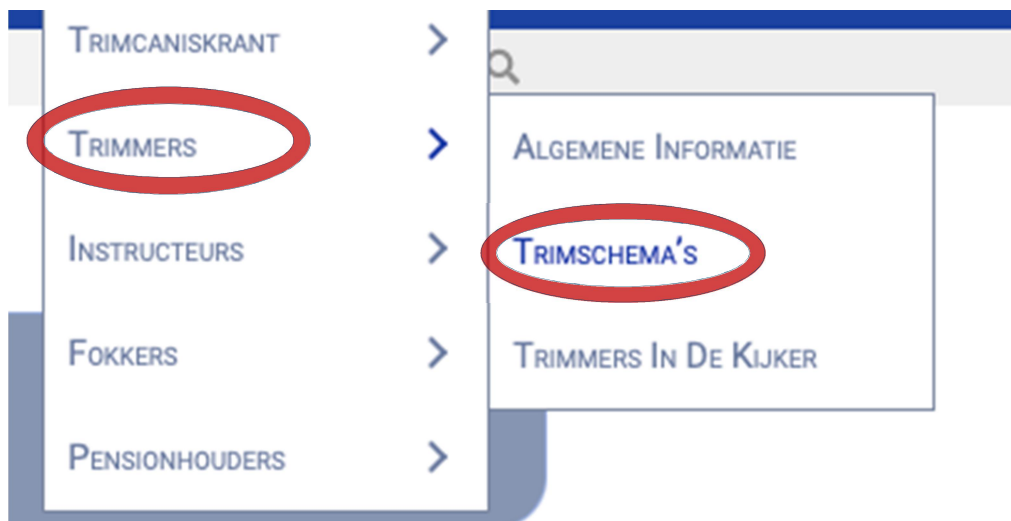 Trimcaniskrant
Trimmers
Instructeurs
Fokkers
Pensionhouders
Algemene Informatie
Trimschema's
Trimmers In De Kijker